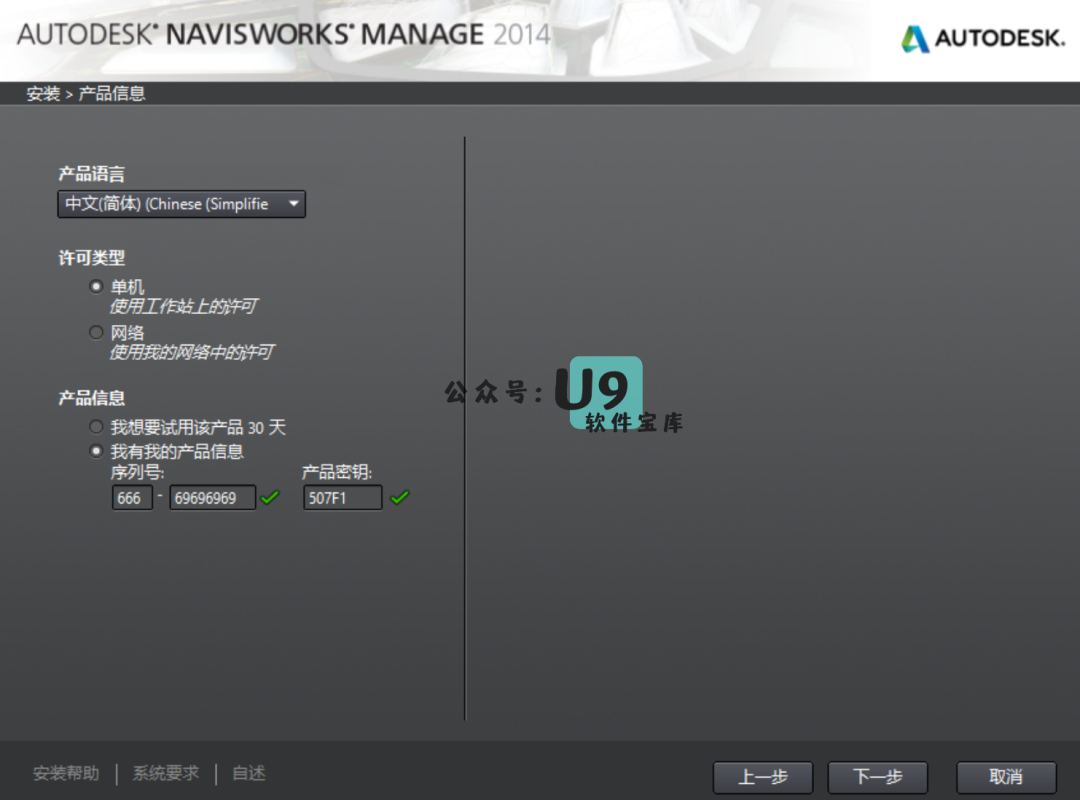 AUTODESK® NAVISWORKS® MANAGE 2014
AUTODESK.
安装 > 产品信息
产品语言
中文(简体) (Chinese (Simplifie
许可类型
单机
使用工作站上的许可
网络
使用我的网络中的许可
产品信息
我想要试用该产品 30 天
我有我的产品信息
序列号: 产品密钥:
666 - 69696969 507F1
公众号: U9
软件宝库
安装帮助 | 系统要求 | 自述
上一步 下一步 取消